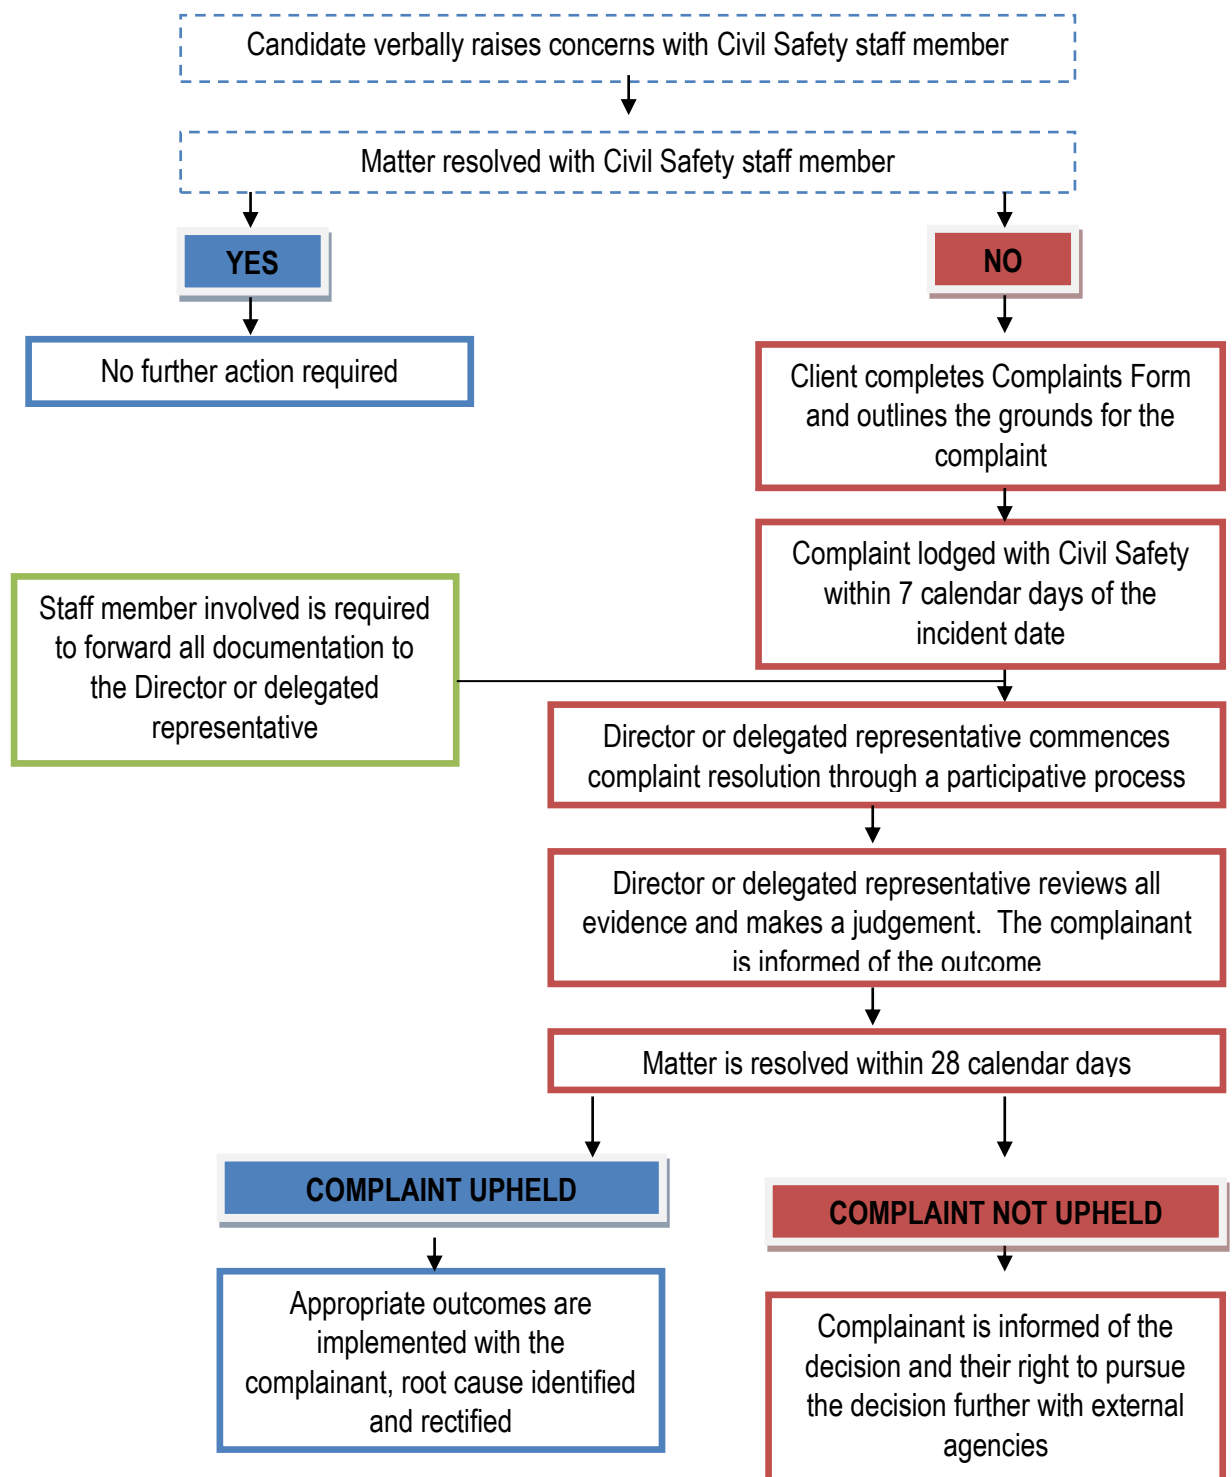 Candidate verbally raises concerns with Civil Safety staff member
Matter resolved with Civil Safety staff member
YES
NO
No further action required
Client completes Complaints Form
and outlines the grounds for the
complaint
Complaint lodged with Civil Safety
within 7 calendar days of the
incident date
Staff member involved is required
to forward all documentation to
the Director or delegated
representative
Director or delegated representative commences
complaint resolution through a participative process
Director or delegated representative reviews all
evidence and makes a judgement.  The complainant
is informed of the outcome
Matter is resolved within 28 calendar days
COMPLAINT UPHELD
COMPLAINT NOT UPHELD
Appropriate outcomes are
implemented with the
complainant, root cause identified
and rectified
Complainant is informed of the
decision and their right to pursue
the decision further with external
agencies